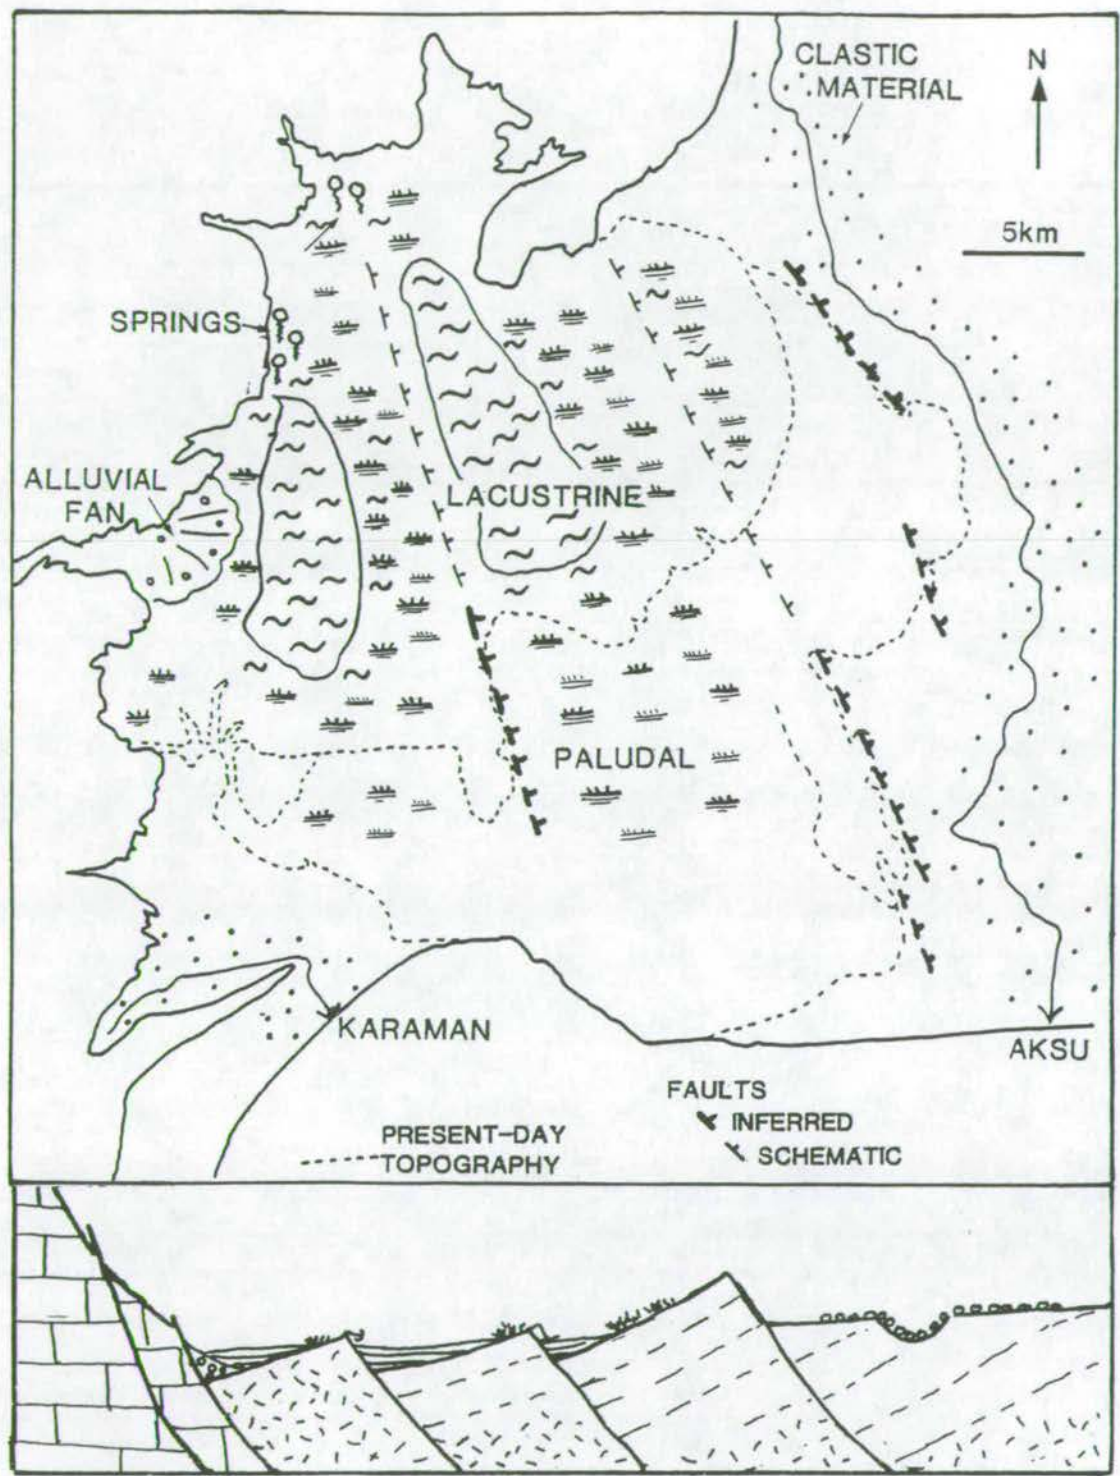 CLASTIC
MATERIAL
N
5km
SPRINGS
ALLUVIAL
FAN
LACUSTRINE
PALUDAL
KARAMAN
AKSU
FAULTS
INFERRED
SCHEMATIC
PRESENT-DAY
TOPOGRAPHY